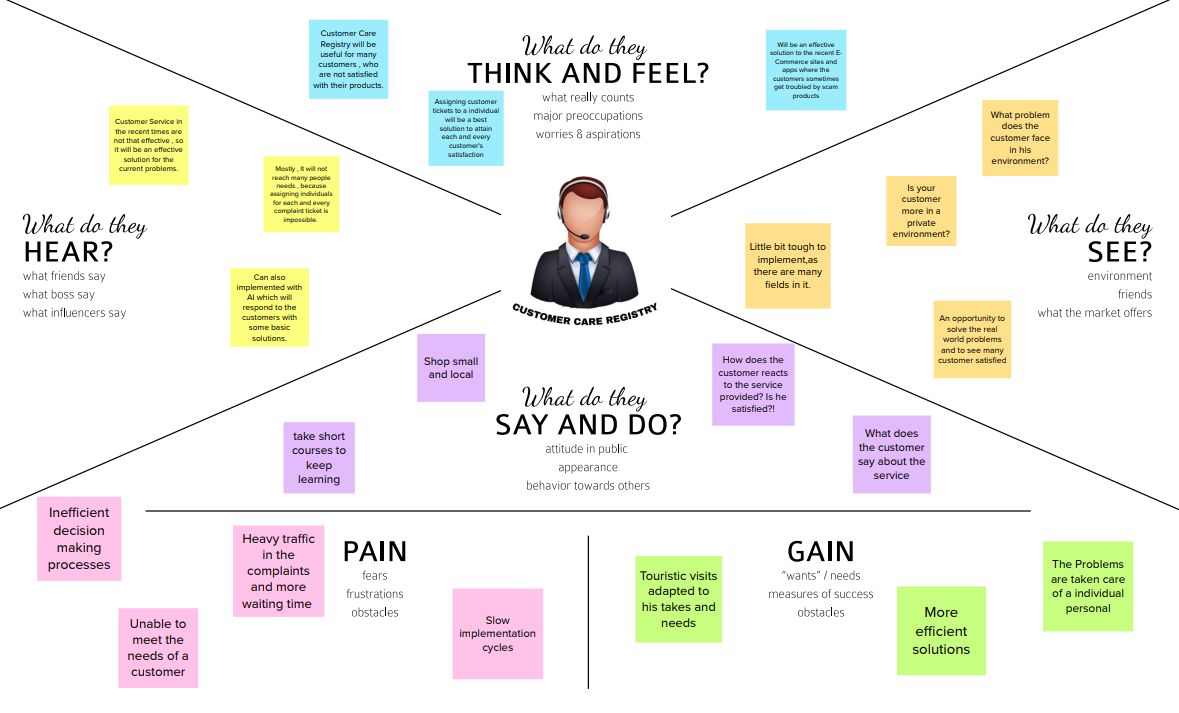 What do they
THINK AND FEEL?
what really counts
major preoccupations
worries & aspirations
Customer Care
Registry will be
useful for many
customers , who
are not satisfied
with their products.
Assigning customer
tickets to a individual
will be a best
solution to attain
each and every
customer's
satisfaction
Will be an effective
solution to the recent E-
Commerce sites and
apps where the
customers sometimes
get troubled by scam
products
What do they
HEAR?
what friends say
what boss say
what influencers say
Customer Service in
the recent times are
not that effective , so
it will be an effective
solution for the
current problems.
Mostly , It will not
reach many people
needs , because
assigning individuals
for each and every
complaint ticket is
impossible.
Can also
implemented with
AI which will
respond to the
customers with
some basic
solutions.
CUSTOMER CARE REGISTRY
What do they
SEE?
environment
friends
what the market offers
What problem
does the
customer face
in his
environment?
Is your
customer
more in a
private
environment?
Little bit tough to
implement,as
there are many
fields in it.
An opportunity to
solve the real
world problems
and to see many
customer satisfied
What do they
SAY AND DO?
attitude in public
appearance
behavior towards others
Shop small
and local
take short
courses to
keep
learning
How does the
customer reacts
to the service
provided? Is he
satisfied?!
What does
the customer
say about the
service
PAIN
fears
frustrations
obstacles
Inefficient
decision
making
processes
Heavy traffic
in the
complaints
and more
waiting time
Unable to
meet the
needs of a
customer
Slow
implementation
cycles
GAIN
"wants" / needs
measures of success
obstacles
Touristic visits
adapted to
his takes and
needs
More
efficient
solutions
The Problems
are taken care
of a individual
personal